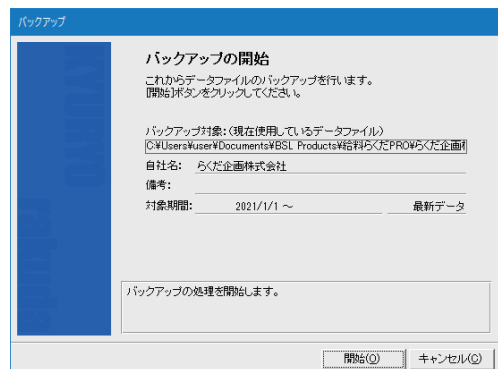 バックアップ
バックアップの開始
これからデータファイルのバックアップを行います。
[開始]ボタンをクリックしてください。
バックアップ対象:(現在使用しているデータファイル)
C:¥Users¥user¥Documents¥BSL Products¥給料らくだPRO¥らくだ企画
自社名: らくだ企画株式会社
備考:
対象期間: 2021/1/1 ～ 最新データ
バックアップの処理を開始します。
開始(O) キャンセル(C)
KYURYO
rakuda